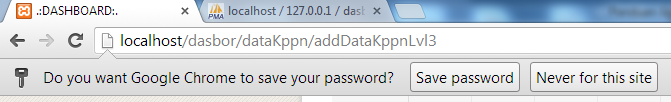 .:DASHBOARD:.
localhost / 127.0.0.1 / dasb
localhost/dasbor/dataKppn/addDataKppnLvl3
Do you want Google Chrome to save your password? Save password Never for this site